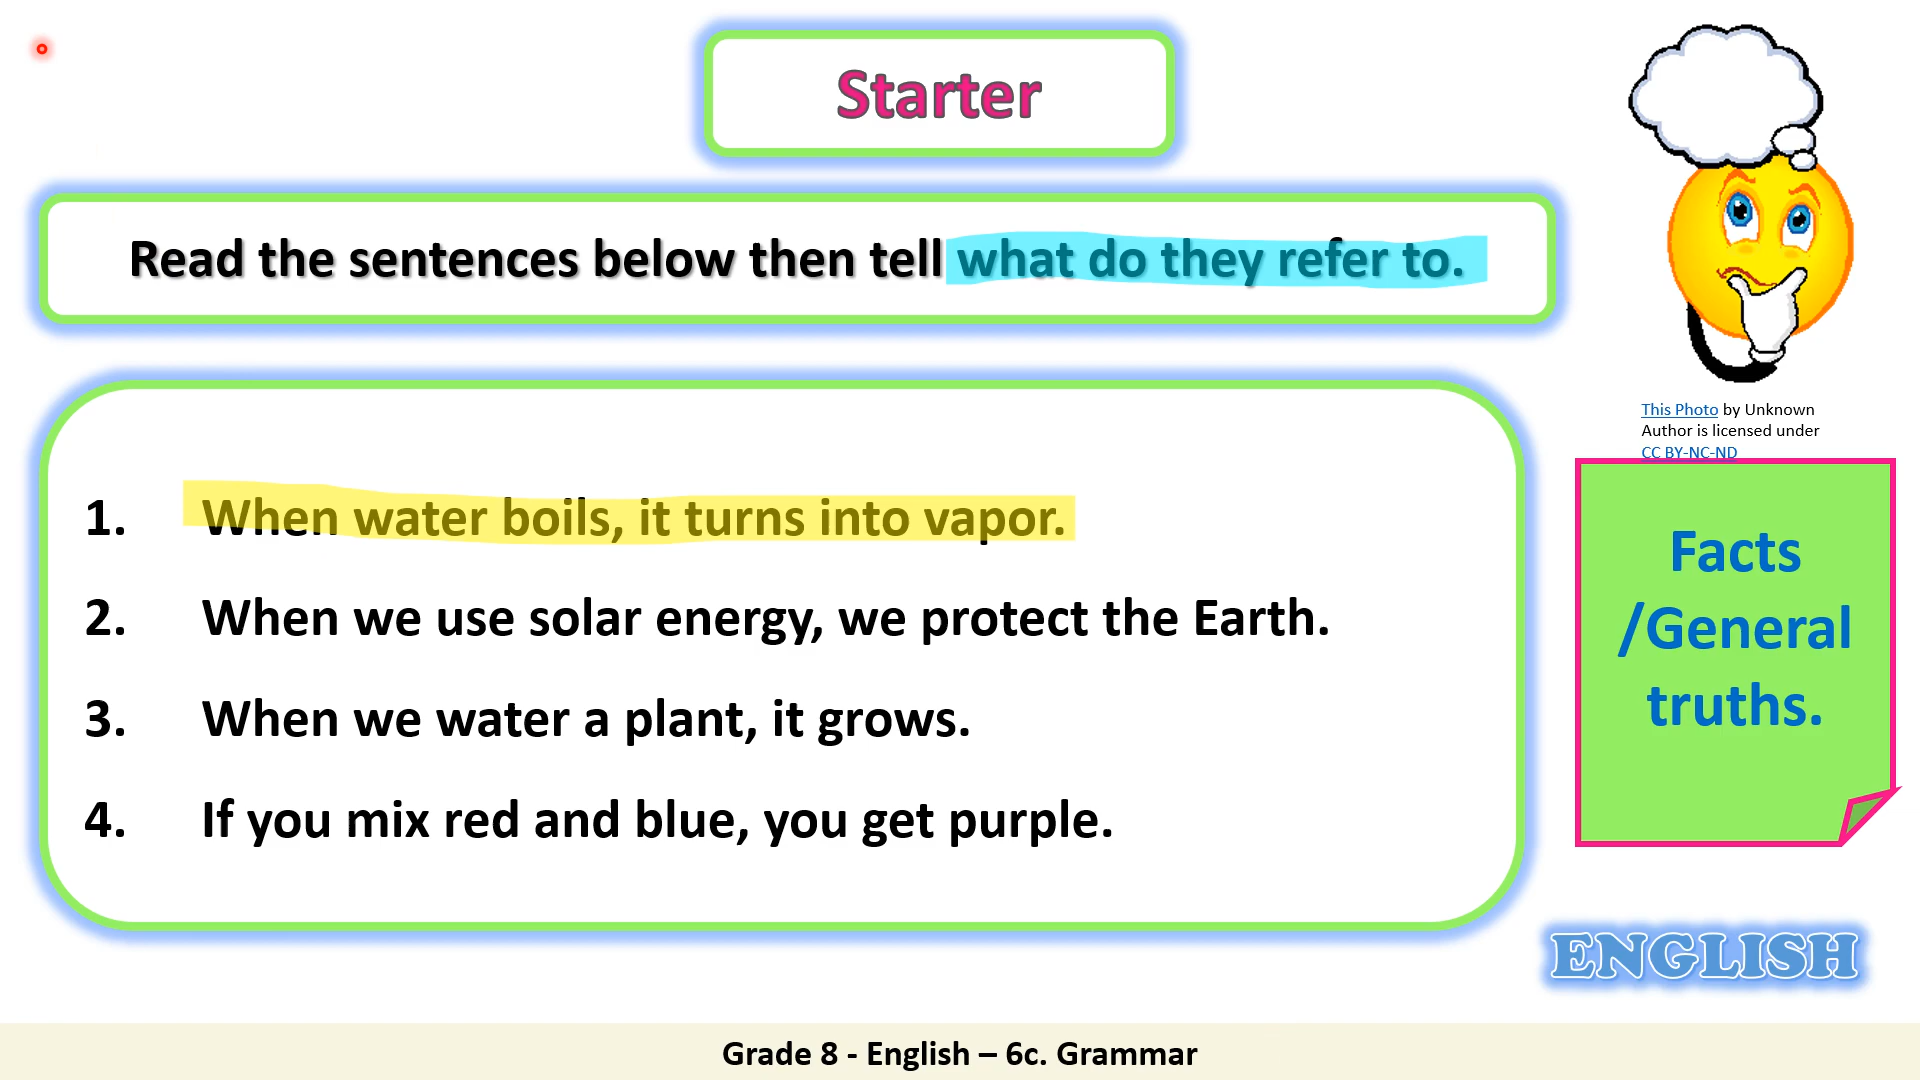 Starter
Read the sentences below then tell what do they refer to.
1. When water boils, it turns into vapor.
2. When we use solar energy, we protect the Earth.
3. When we water a plant, it grows.
4. If you mix red and blue, you get purple.
This Photo by Unknown
Author is licensed under
CC BY-NC-ND
Facts
/General
truths.
ENGLISH
Grade 8 - English – 6c. Grammar